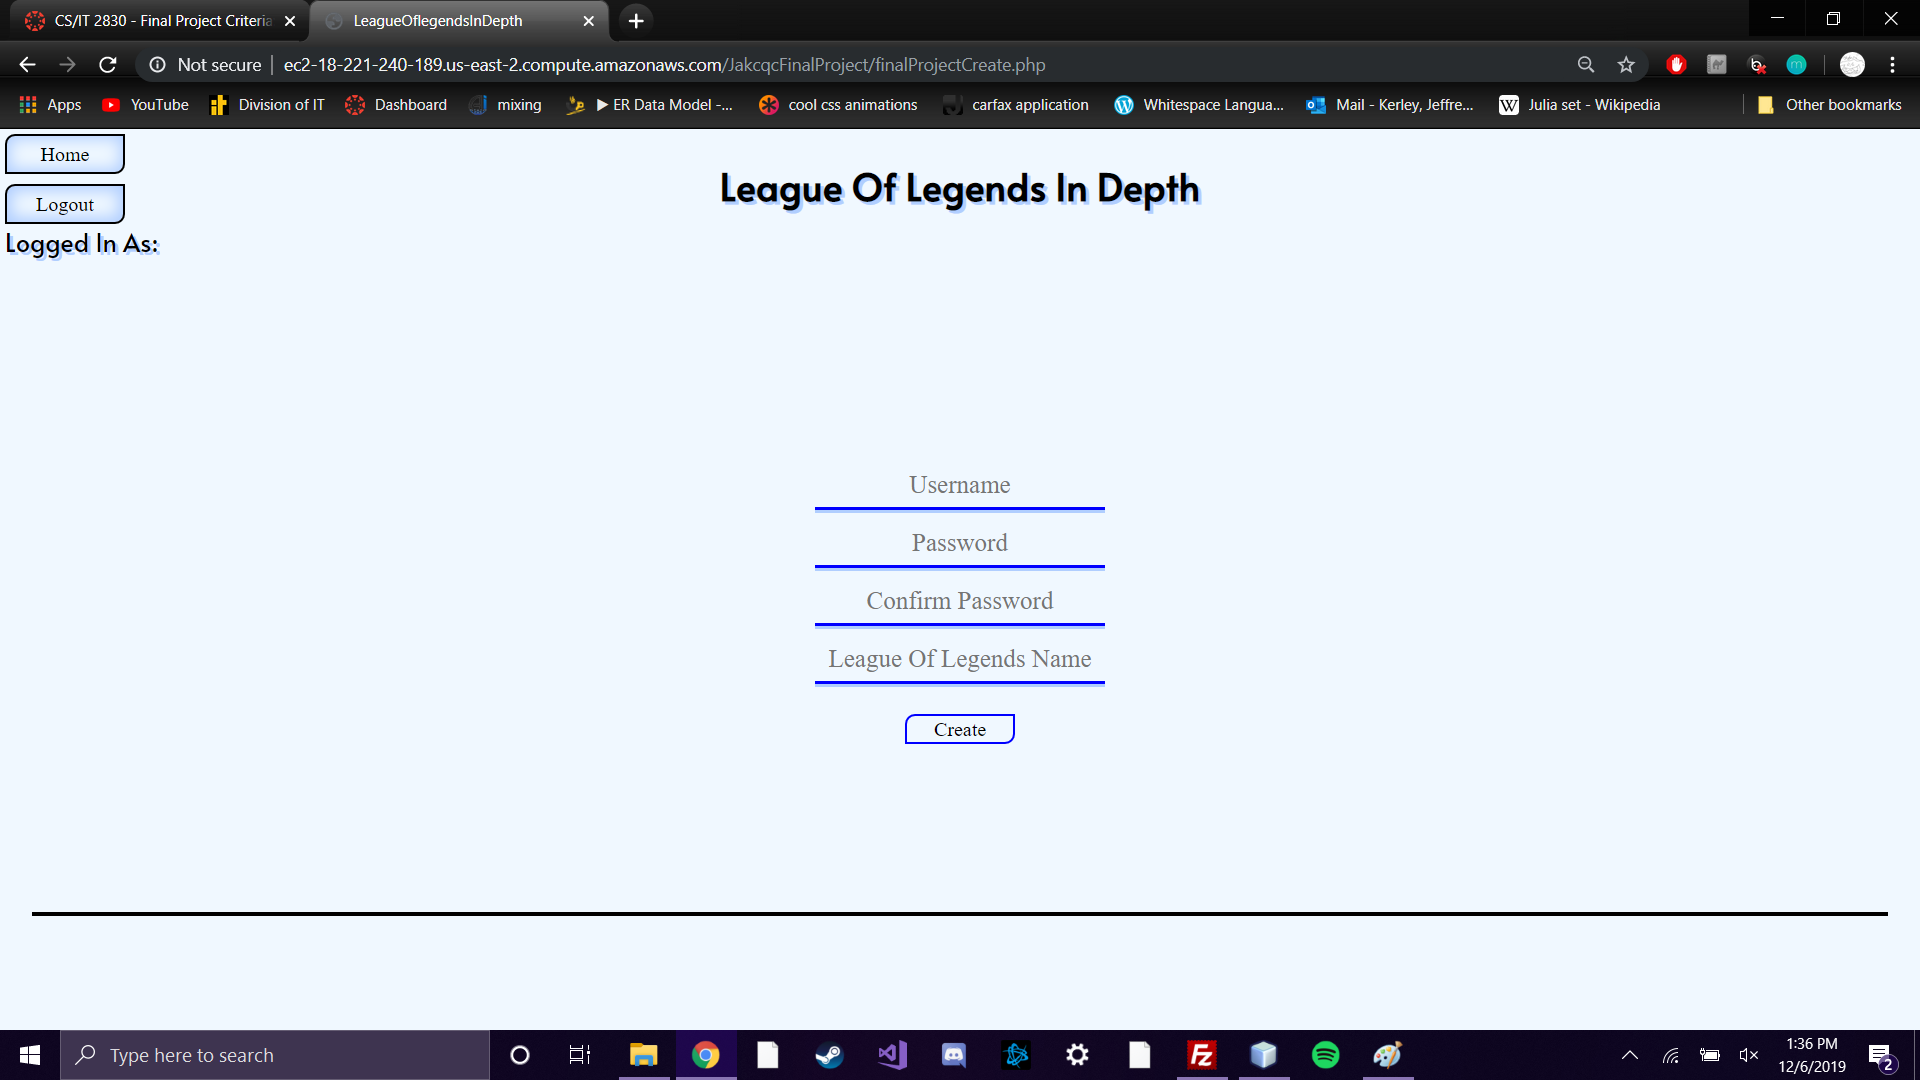 CS/IT 2830 - Final Project Criteria
LeagueOflegendsInDepth
Not secure
ec2-18-221-240-189.us-east-2.compute.amazonaws.com/JakcqcFinalProject/finalProjectCreate.php
Apps
YouTube
Division of IT
Dashboard
mixing
ER Data Model -...
cool css animations
carfax application
Whitespace Langua...
Mail - Kerley, Jeffre...
Julia set - Wikipedia
Other bookmarks
Home
Logout
Logged In As:
League Of Legends In Depth
Username
Password
Confirm Password
League Of Legends Name
Create
Type here to search
1:36 PM
12/6/2019
2